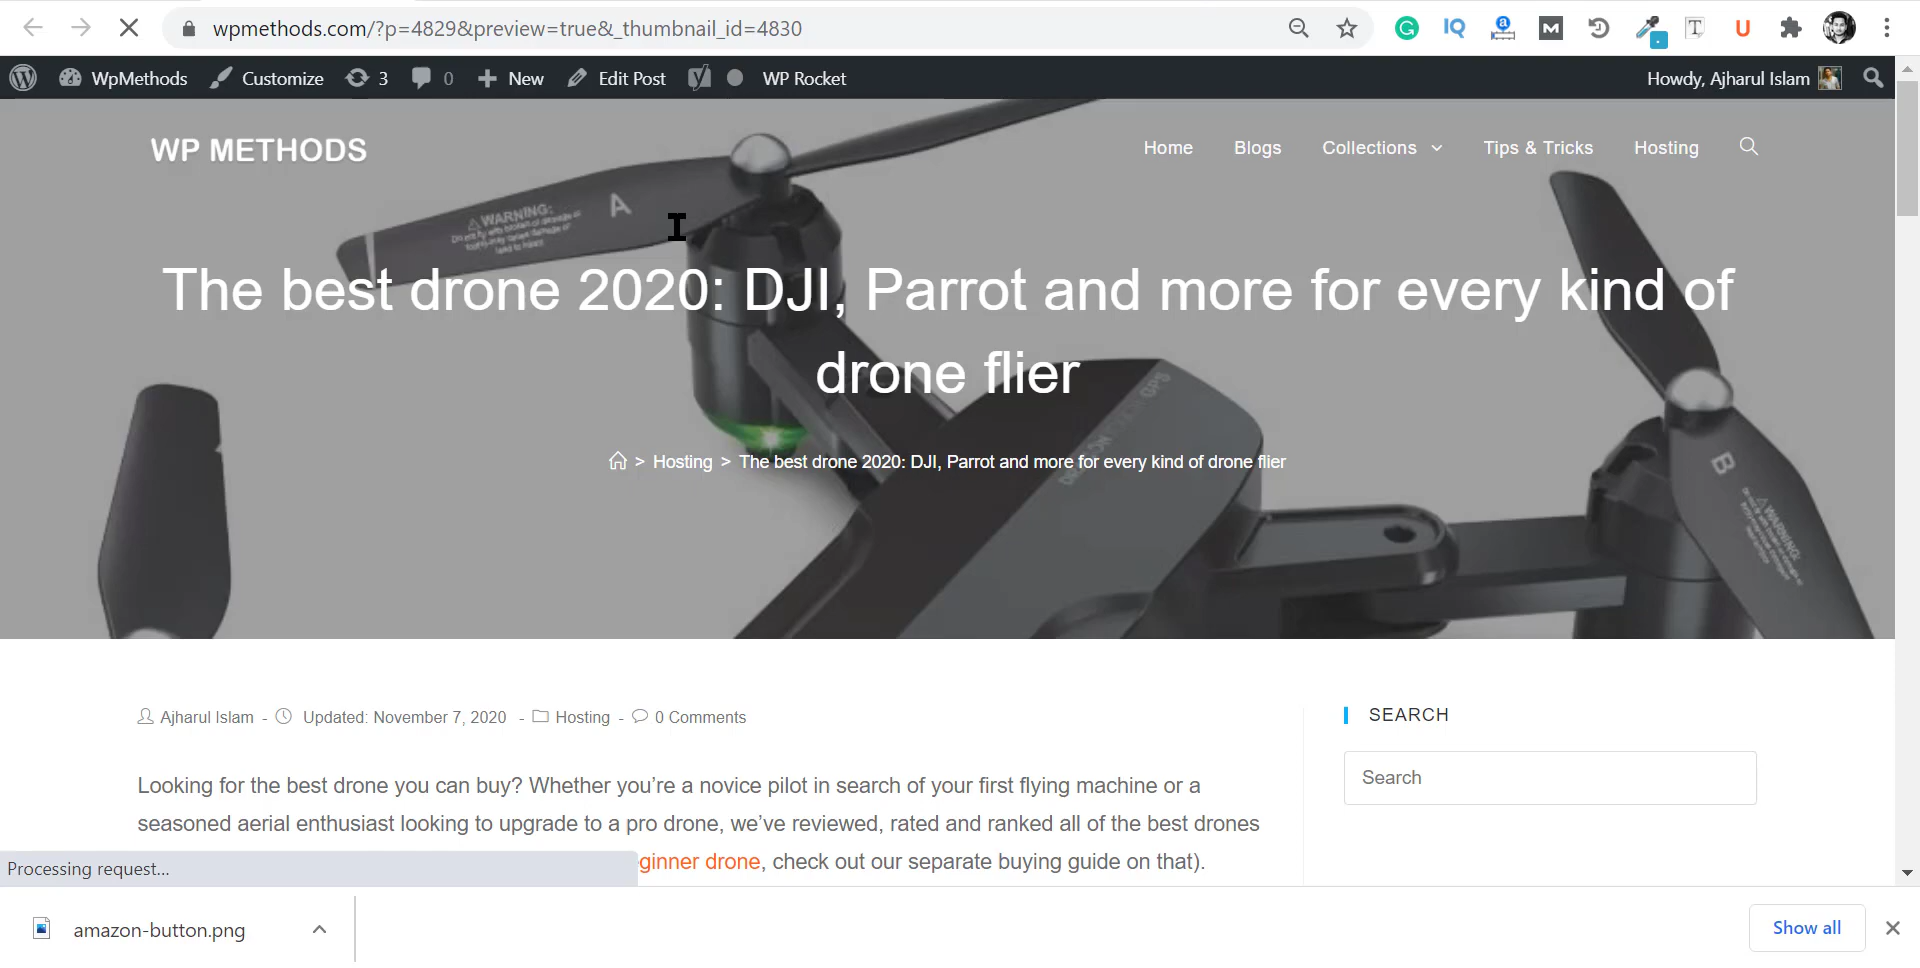 wpmethods.com/?p=4829&preview=true&_thumbnail_id=4830
WpMethods Customize 3 0 New Edit Post WP Rocket Howdy, Ajharul Islam
WP METHODS
Home Blogs Collections Tips & Tricks Hosting
WARNING:
A
The best drone 2020: DJI, Parrot and more for every kind of
drone flier
> Hosting > The best drone 2020: DJI, Parrot and more for every kind of drone flier
GPS
B
WARNING:
Ajharul Islam - Updated: November 7, 2020 - Hosting - 0 Comments
SEARCH
Search
Looking for the best drone you can buy? Whether you’re a novice pilot in search of your first flying machine or a
seasoned aerial enthusiast looking to upgrade to a pro drone, we’ve reviewed, rated and ranked all of the best drones
ginner drone, check out our separate buying guide on that).
Processing request...
amazon-button.png
Show all